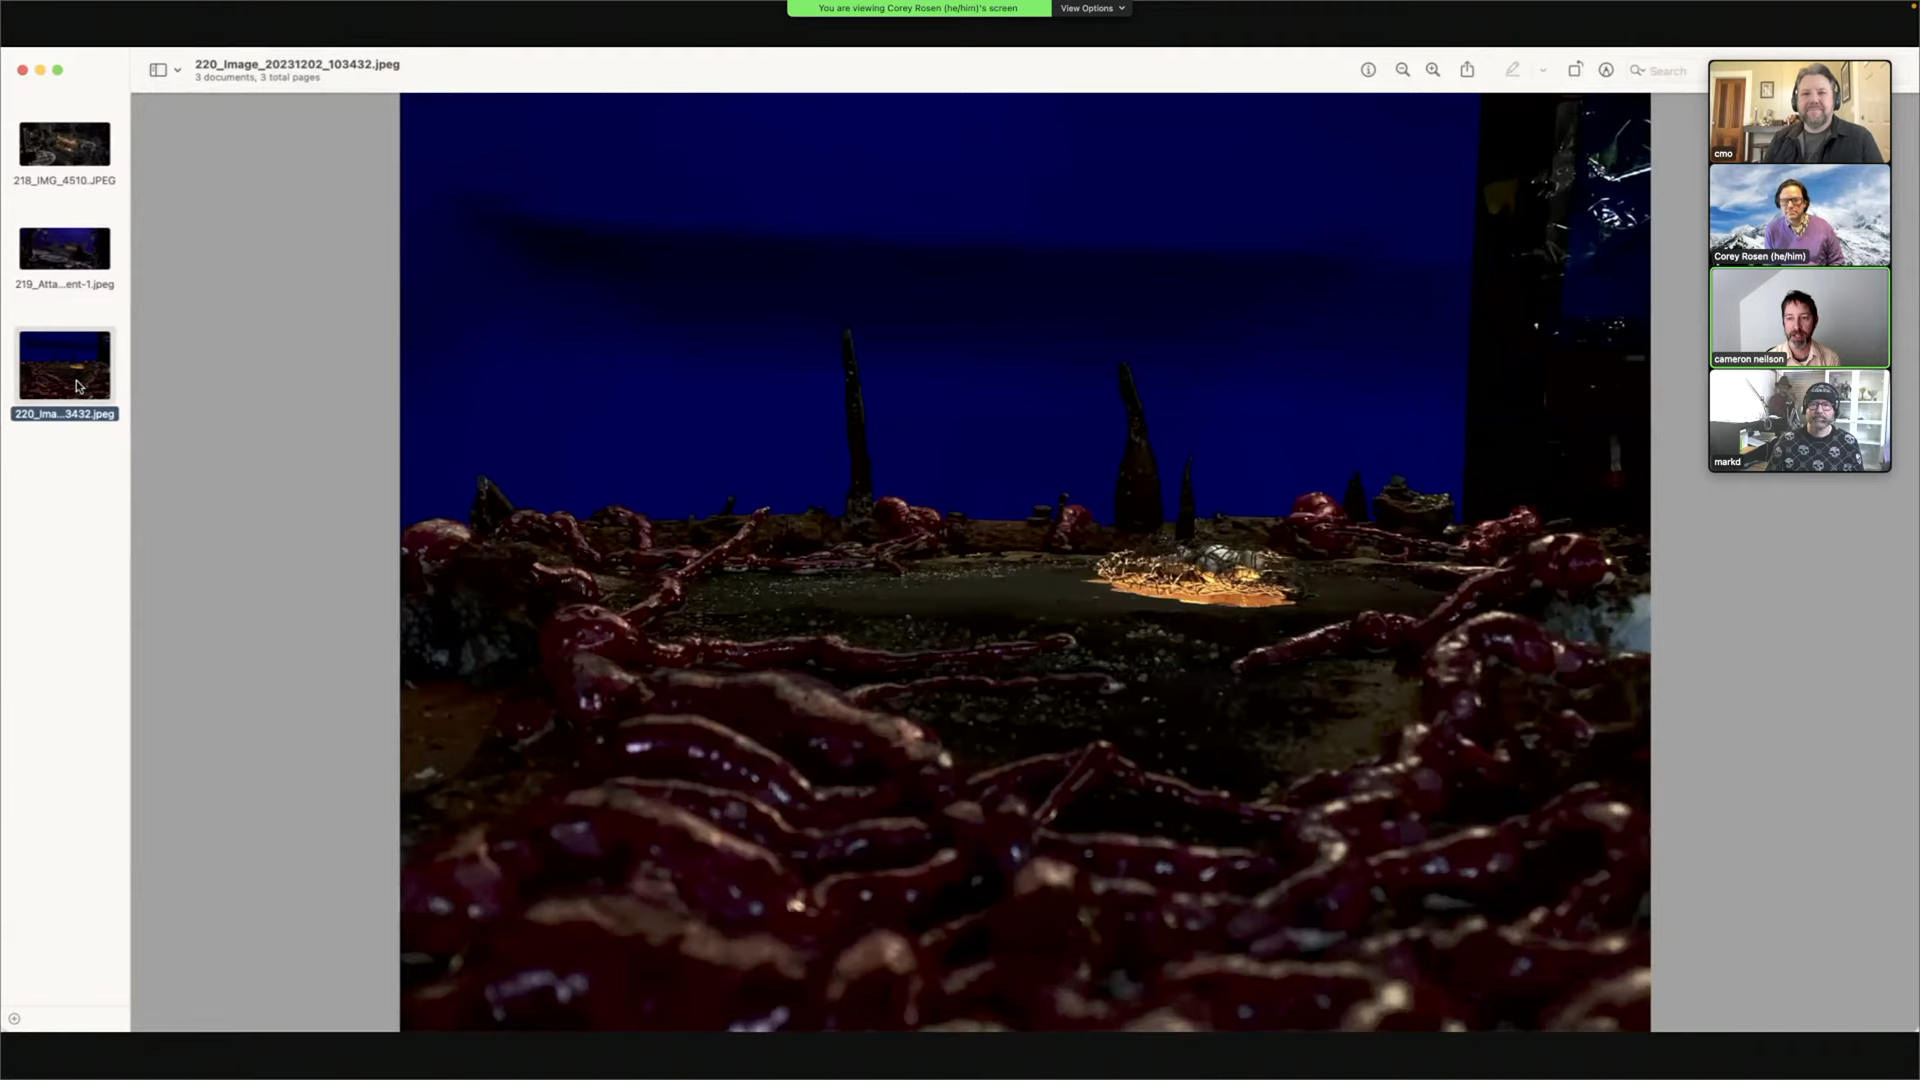 You are viewing Corey Rosen (he/him)'s screen
View Options
220_Image_20231202_103432.jpeg
3 documents, 3 total pages
Search
218_IMG_4510.JPEG
219_Atta...ent-1.jpeg
220_Ima...3432.jpeg
cmo
Corey Rosen (he/him)
cameron neilson
markd